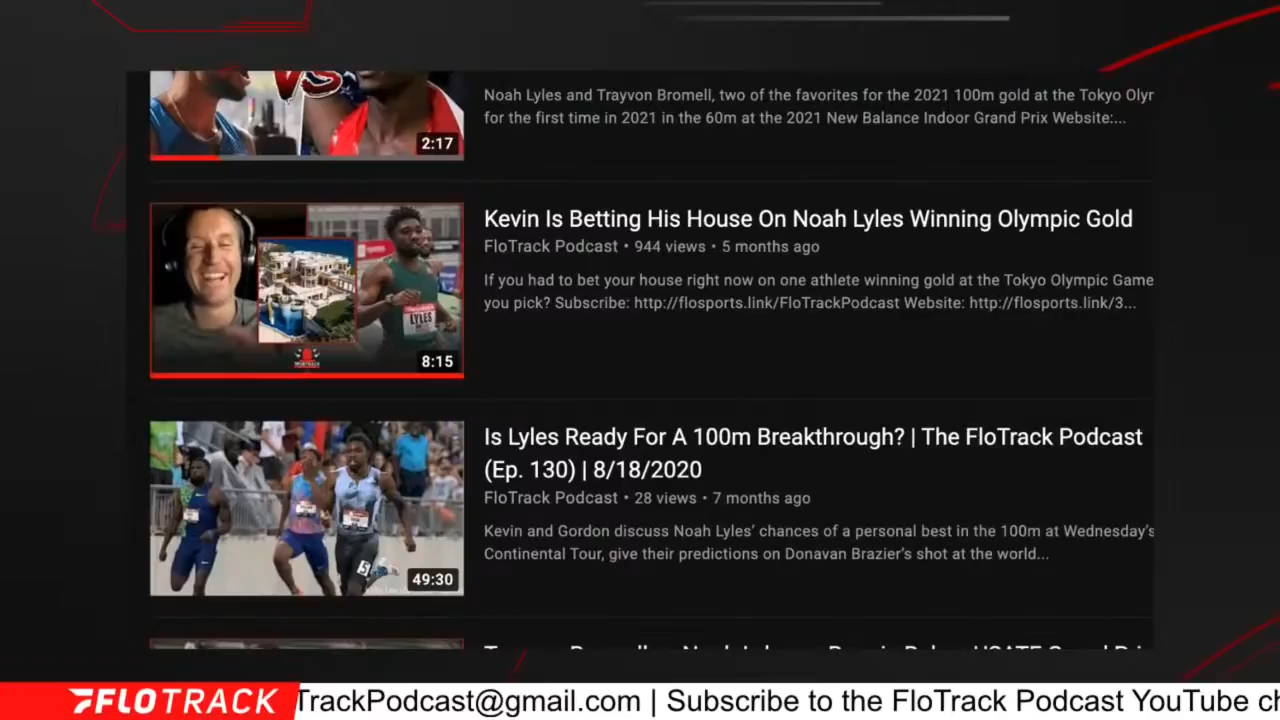 VS
2:17
Noah Lyles and Trayvon Bromell, two of the favorites for the 2021 100m gold at the Tokyo Olyr
for the first time in 2021 in the 60m at the 2021 New Balance Indoor Grand Prix Website:...
LYLES
8:15
Kevin Is Betting His House On Noah Lyles Winning Olympic Gold
FloTrack Podcast • 944 views • 5 months ago
If you had to bet your house right now on one athlete winning gold at the Tokyo Olympic Game
you pick? Subscribe: http://flosports.link/FloTrackPodcast Website: http://flosports.link/3...
5
49:30
Is Lyles Ready For A 100m Breakthrough? | The FloTrack Podcast
(Ep. 130) | 8/18/2020
FloTrack Podcast • 28 views • 7 months ago
Kevin and Gordon discuss Noah Lyles’ chances of a personal best in the 100m at Wednesday's
Continental Tour, give their predictions on Donavan Brazier’s shot at the world...
FLOTRACK
TrackPodcast@gmail.com | Subscribe to the FloTrack Podcast YouTube ch